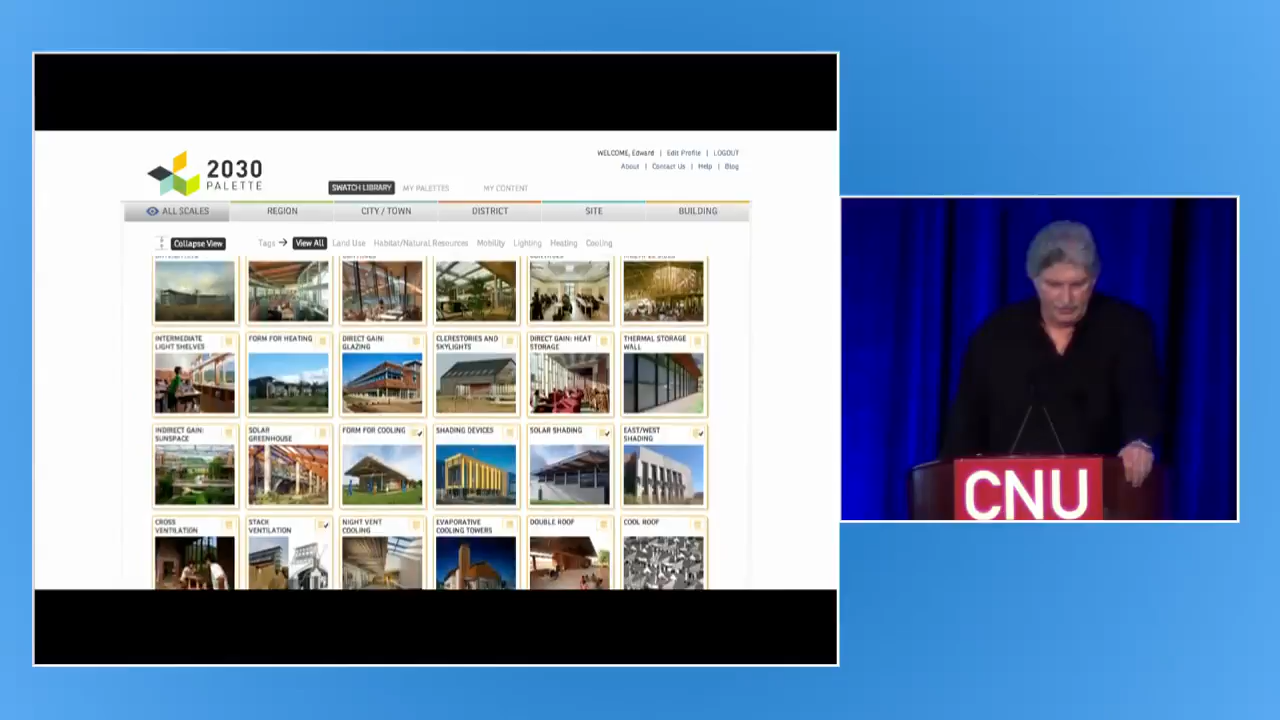 2030
PALETTE
WELCOME, Edward | Edit Profile | LOGOUT
About | Contact Us | Help | Blog
SWATCH LIBRARY MY PALETTES MY CONTENT
ALL SCALES REGION CITY / TOWN DISTRICT SITE BUILDING
Collapse View Tags → View All Land Use Habitat/Natural Resources Mobility Lighting Heating Cooling
INTERMEDIATE
LIGHT SHELVES
FORM FOR HEATING
DIRECT GAIN:
GLAZING
CLERESTORIES AND
SKYLIGHTS
DIRECT GAIN: HEAT
STORAGE
THERMAL STORAGE
WALL
INDIRECT GAIN:
SUNSPACE
SOLAR
GREENHOUSE
FORM FOR COOLING
SHADING DEVICES
SOLAR SHADING
EAST/WEST
SHADING
CROSS
VENTILATION
STACK
VENTILATION
NIGHT VENT
COOLING
EVAPORATIVE
COOLING TOWERS
DOUBLE ROOF
COOL ROOF
CNU